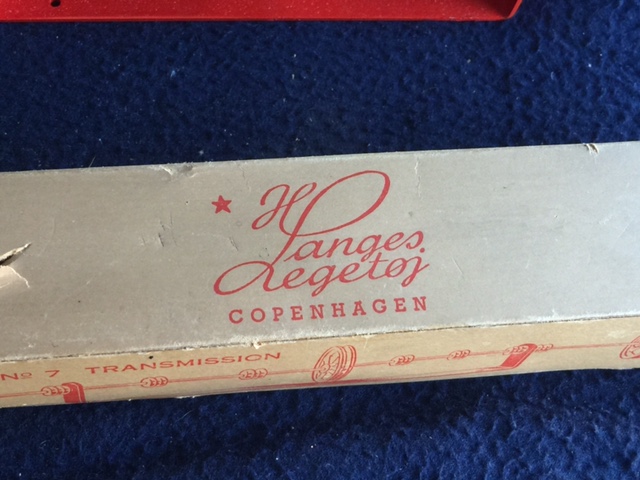 H Langes
Legetøj
COPENHAGEN
Nº 7 TRANSMISSION